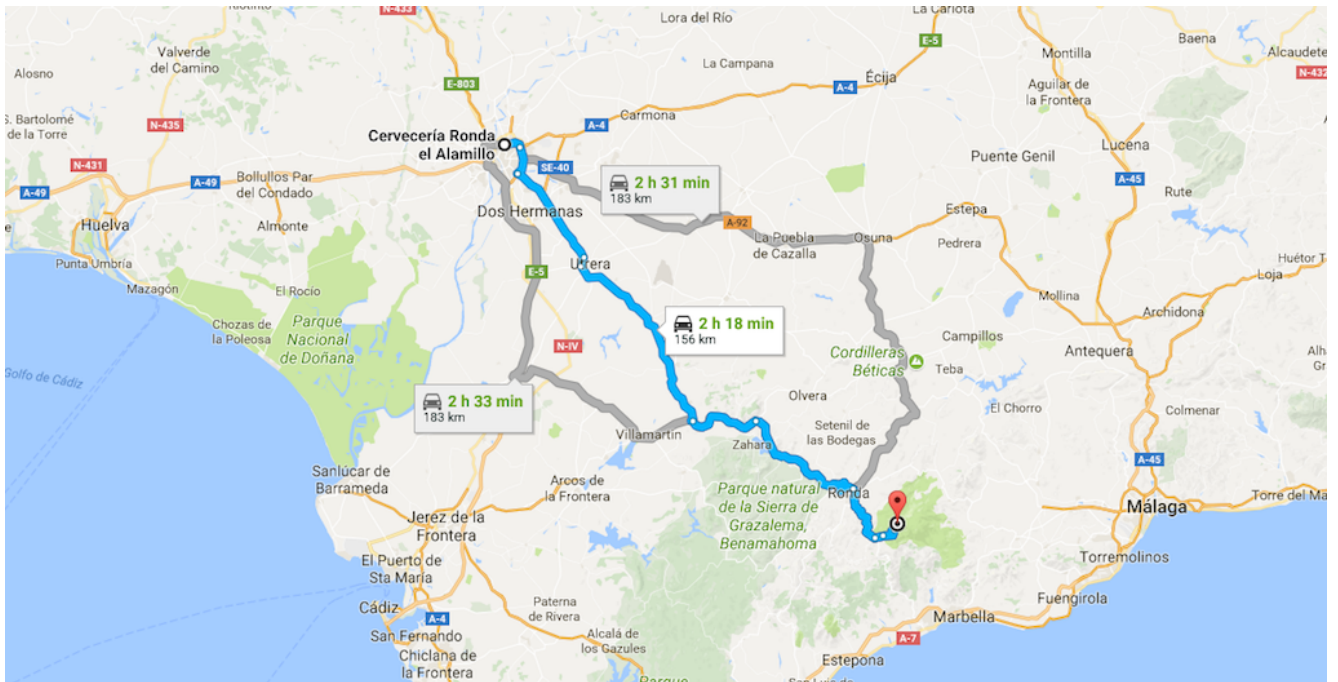 N-433
Riotinto
Lora del Río
La Carlota
E-5
Valverde
del Camino
Alosno
E-803
La Campana
Écija
A-4
Montilla
Baena
Alcaudete
N-432
Aguilar de
la Frontera
S. Bartolomé
de la Torre
N-435
Carmona
A-4
Cervecería Ronda
el Alamillo
N-431
SE-40
Puente Genil
Lucena
A-45
Rute
A-49
A-49
Bollullos Par
del Condado
2 h 31 min
183 km
Dos Hermanas
Huelva
Almonte
A-92
Estepa
La Puebla
de Cazalla
Osuna
Pedrera
Huétor T
Loja
Punta Umbría
Mazagón
El Rocío
E-5
Utrera
Mollina
Archidona
Chozas de
la Poleosa
Parque
Nacional
de Doñana
2 h 18 min
156 km
N-IV
Campillos
Antequera
Cordilleras
Béticas
Teba
Golfo de Cádiz
2 h 33 min
183 km
Olvera
El Chorro
Colmenar
Villamartín
Zahara
Setenil de
las Bodegas
A-45
Sanlúcar de
Barrameda
Arcos de
la Frontera
Parque natural
de la Sierra de
Grazalema,
Benamahoma
Ronda
Málaga
Torre del Ma
Jerez de la
Frontera
El Puerto de
Sta María
Torremolinos
Cádiz
Paterna
de Rivera
Fuengirola
A-4
Marbella
San Fernando
Alcalá de
los Gazules
A-7
Chiclana de
la Frontera
Estepona
Parque